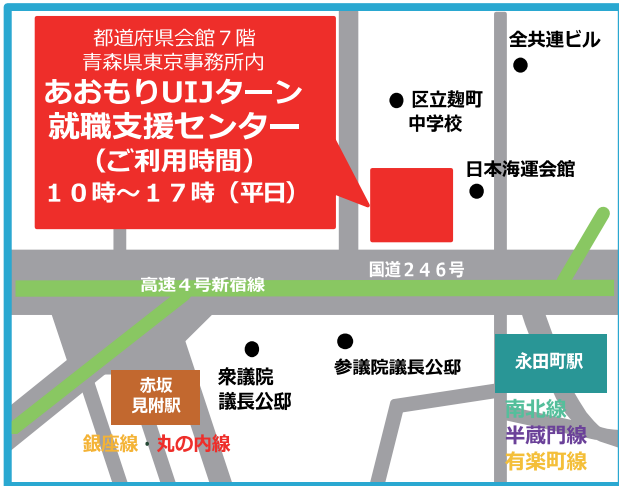 都道府県会館７階
青森県東京事務所内
あおもりUIJターン
就職支援センター
（ご利用時間）
１０時～１７時（平日）
全共連ビル
区立麹町
中学校
日本海運会館
国道２４６号
高速４号新宿線
衆議院
議長公邸
参議院議長公邸
永田町駅
赤坂
見附駅
銀座線・丸の内線
南北線
半蔵門線
有楽町線